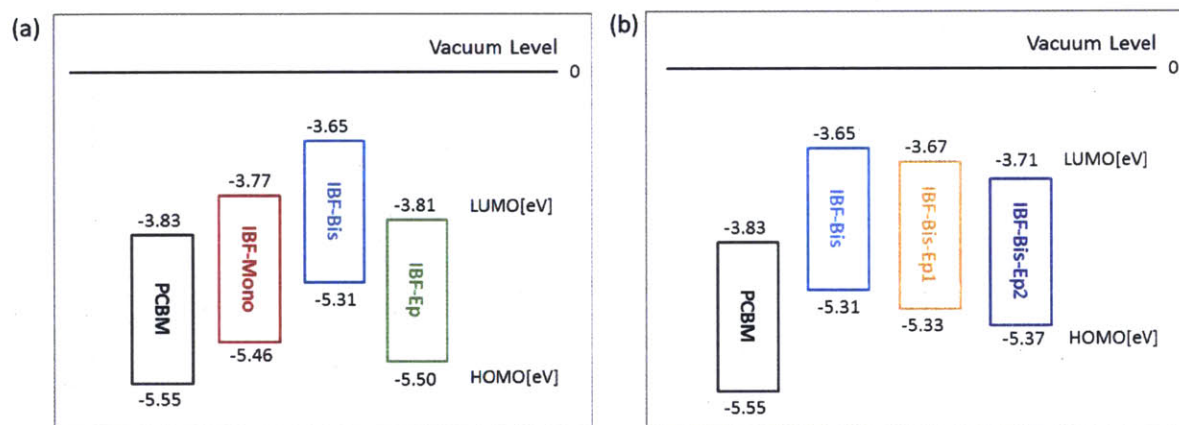 (a)
Vacuum Level
0
-3.65
-3.77
-3.81
LUMO[eV]
-3.83
PCBM
IBF-Mono
IBF-Bis
IBF-Ep
-5.31
-5.46
-5.50
HOMO[eV]
-5.55
(b)
Vacuum Level
0
-3.65
-3.67
-3.71
LUMO[eV]
-3.83
PCBM
IBF-Bis
IBF-Bis-Ep1
IBF-Bis-Ep2
-5.31
-5.33
-5.37
HOMO[eV]
-5.55